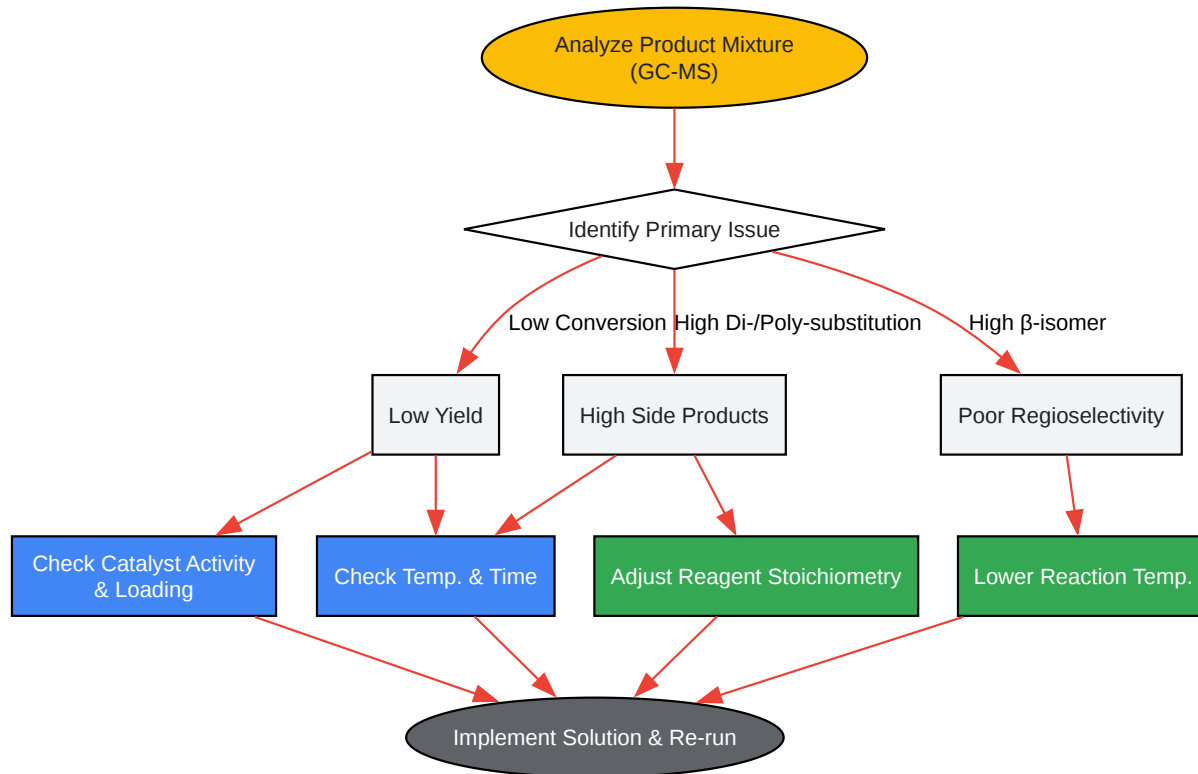 Analyze Product Mixture
(GC-MS)
Identify Primary Issue
Low Conversion
High Di-/Poly-substitution
High β-isomer
Low Yield
High Side Products
Poor Regioselectivity
Check Catalyst Activity
& Loading
Check Temp. & Time
Adjust Reagent Stoichiometry
Lower Reaction Temp.
Implement Solution & Re-run